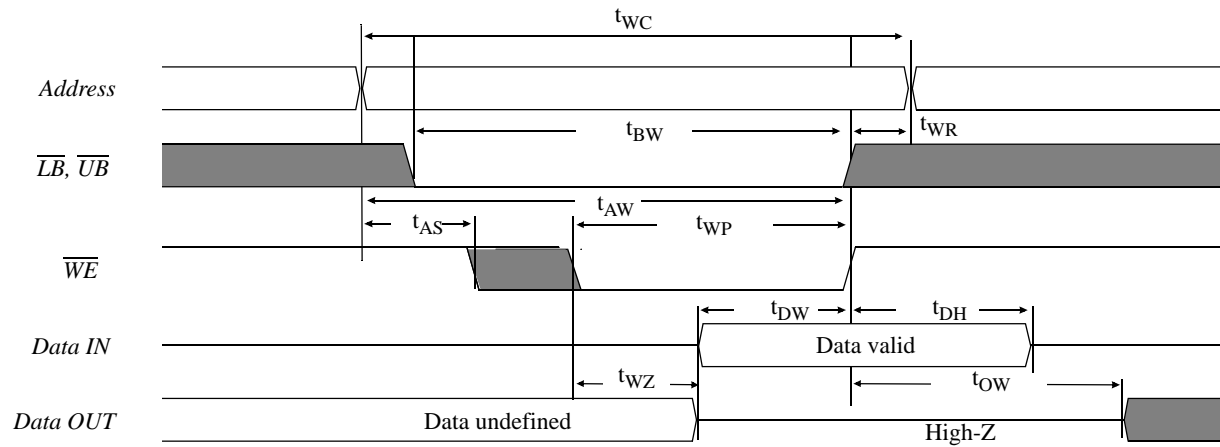 tWC
Address
tBW
tWR
LB, UB
tAW
tAS
tWP
WE
tDW
tDH
Data IN
Data valid
tWZ
tOW
Data OUT
Data undefined
High-Z